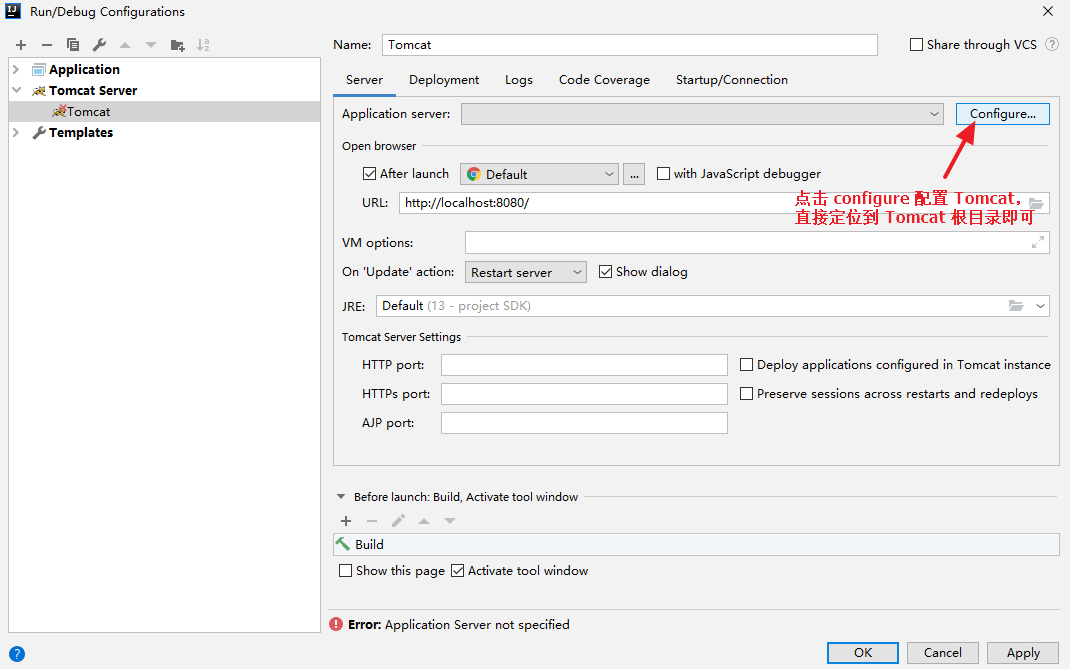 Run/Debug Configurations
Application
Tomcat Server
Tomcat
Templates
Name: Tomcat Share through VCS ?
Server Deployment Logs Code Coverage Startup/Connection
Application server: Configure...
Open browser
After launch Default ... with JavaScript debugger
URL: http://localhost:8080/
点击 configure 配置 Tomcat，
直接定位到 Tomcat 根目录即可
VM options:
On 'Update' action: Restart server Show dialog
JRE: Default (13 - project SDK)
Tomcat Server Settings
HTTP port: Deploy applications configured in Tomcat instance
HTTPs port: Preserve sessions across restarts and redeploys
AJP port:
Before launch: Build, Activate tool window
Build
Show this page Activate tool window
Error: Application Server not specified
? OK Cancel Apply